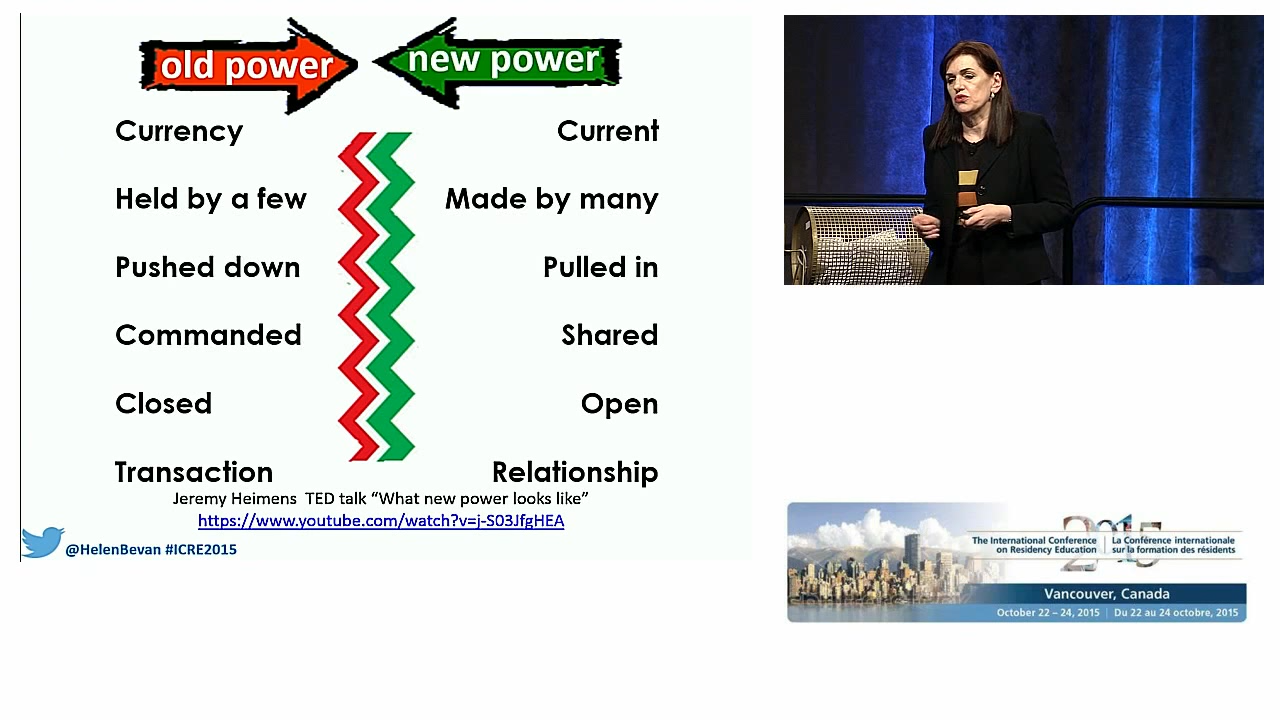 old power
new power
Currency
Current
Held by a few
Made by many
Pushed down
Pulled in
Commanded
Shared
Closed
Open
Transaction
Relationship
Jeremy Heimens TED talk “What new power looks like”
https://www.youtube.com/watch?v=j-S03JfgHEA
@HelenBevan #ICRE2015
2015
The International Conference
on Residency Education
La Conférence internationale
sur la formation des résidents
Vancouver, Canada
October 22 – 24, 2015 | Du 22 au 24 octobre, 2015